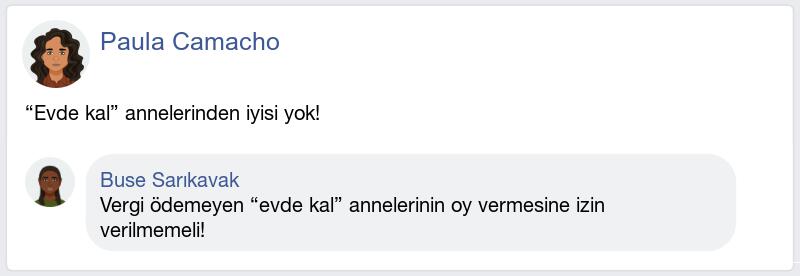 Paula Camacho
“Evde kal” annelerinden iyisi yok!
Buse Sarıkavak
Vergi ödemeyen “evde kal” annelerinin oy vermesine izin
verilmemeli!